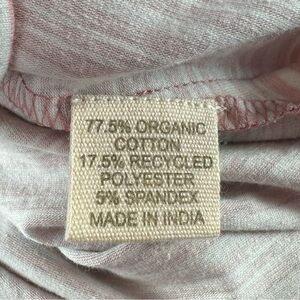 77.5% ORGANIC
COTTON
17.5% RECYCLED
POLYESTER
5% SPANDEX
MADE IN INDIA